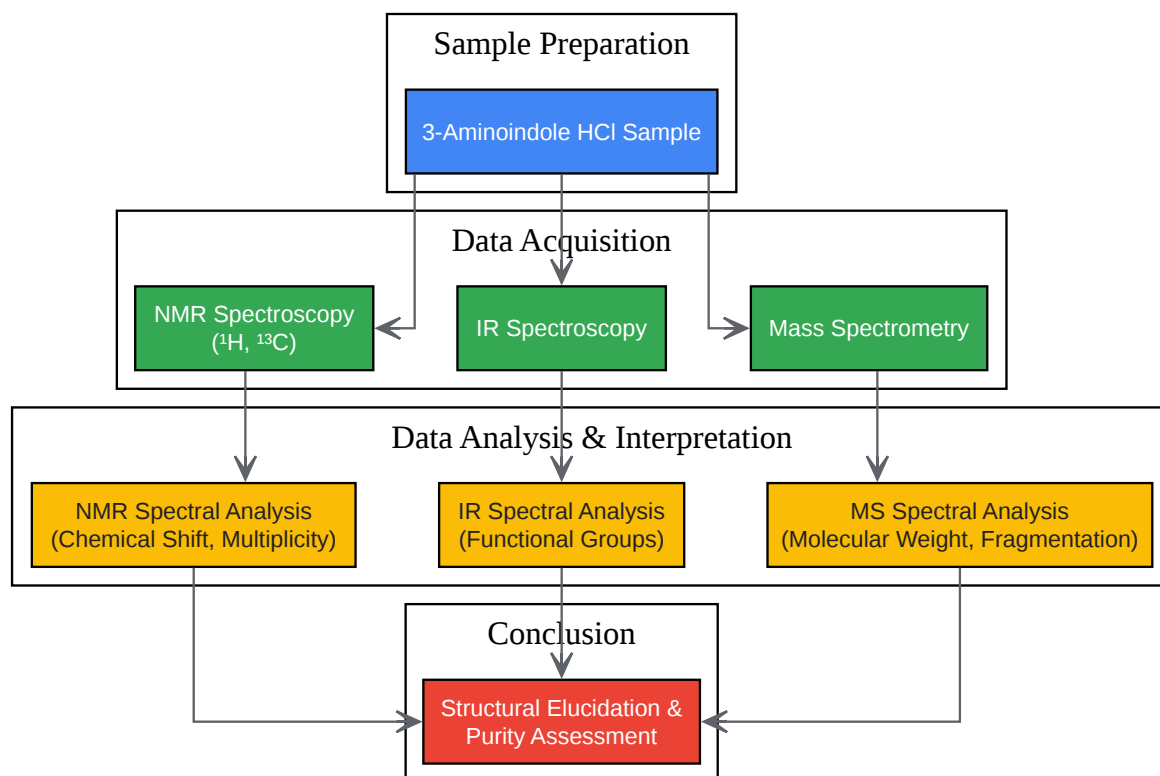 Sample Preparation
3-Aminoindole HCl Sample
Data Acquisition
NMR Spectroscopy
(¹H, ¹³C)
IR Spectroscopy
Mass Spectrometry
Data Analysis & Interpretation
NMR Spectral Analysis
(Chemical Shift, Multiplicity)
IR Spectral Analysis
(Functional Groups)
MS Spectral Analysis
(Molecular Weight, Fragmentation)
Conclusion
Structural Elucidation &
Purity Assessment